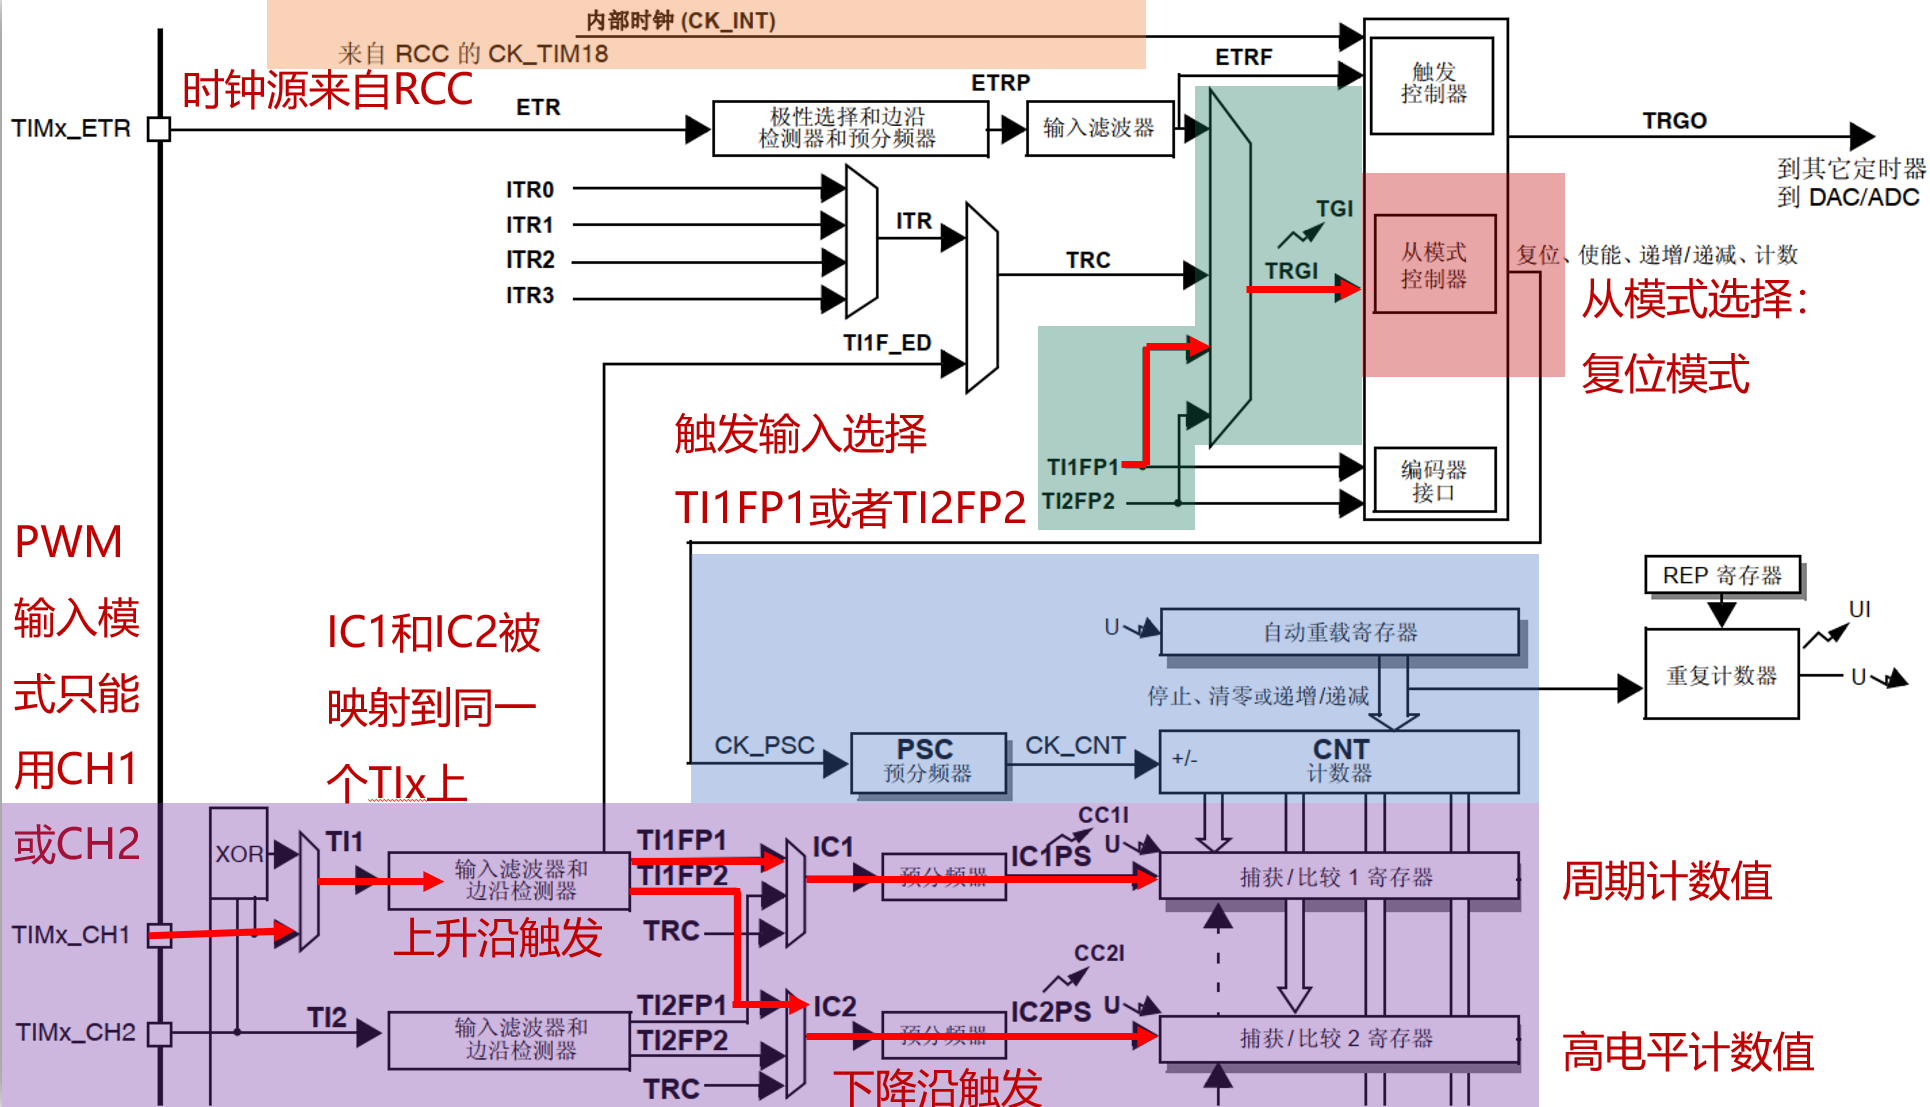 内部时钟 (CK_INT)
来自 RCC 的 CK_TIM18
时钟源来自RCC
TIMx_ETR
ETR
极性选择和边沿
检测器和预分频器
ETRP
输入滤波器
ETRF
触发
控制器
TRGO
到其它定时器
到 DAC/ADC
ITR0
ITR1
ITR2
ITR3
ITR
TRC
TI1F_ED
TGI
TRGI
从模式
控制器
复位、使能、递增/递减、计数
从模式选择：
复位模式
触发输入选择
TI1FP1或者TI2FP2
TI1FP1
TI2FP2
编码器
接口
PWM
输入模
式只能
用CH1
或CH2
IC1和IC2被
映射到同一
个TIx上
REP 寄存器
UI
U
重复计数器
U
自动重载寄存器
停止、清零或递增/递减
CK_PSC
PSC
预分频器
CK_CNT
+/-
CNT
计数器
XOR
TI1
输入滤波器和
边沿检测器
上升沿触发
TI1FP1
TI1FP2
TRC
IC1
预分频器
CC1I
IC1PS
U
捕获/比较 1 寄存器
周期计数值
TIMx_CH1
TIMx_CH2
TI2
输入滤波器和
边沿检测器
TI2FP1
TI2FP2
TRC
IC2
预分频器
下降沿触发
CC2I
IC2PS
U
捕获/比较 2 寄存器
高电平计数值